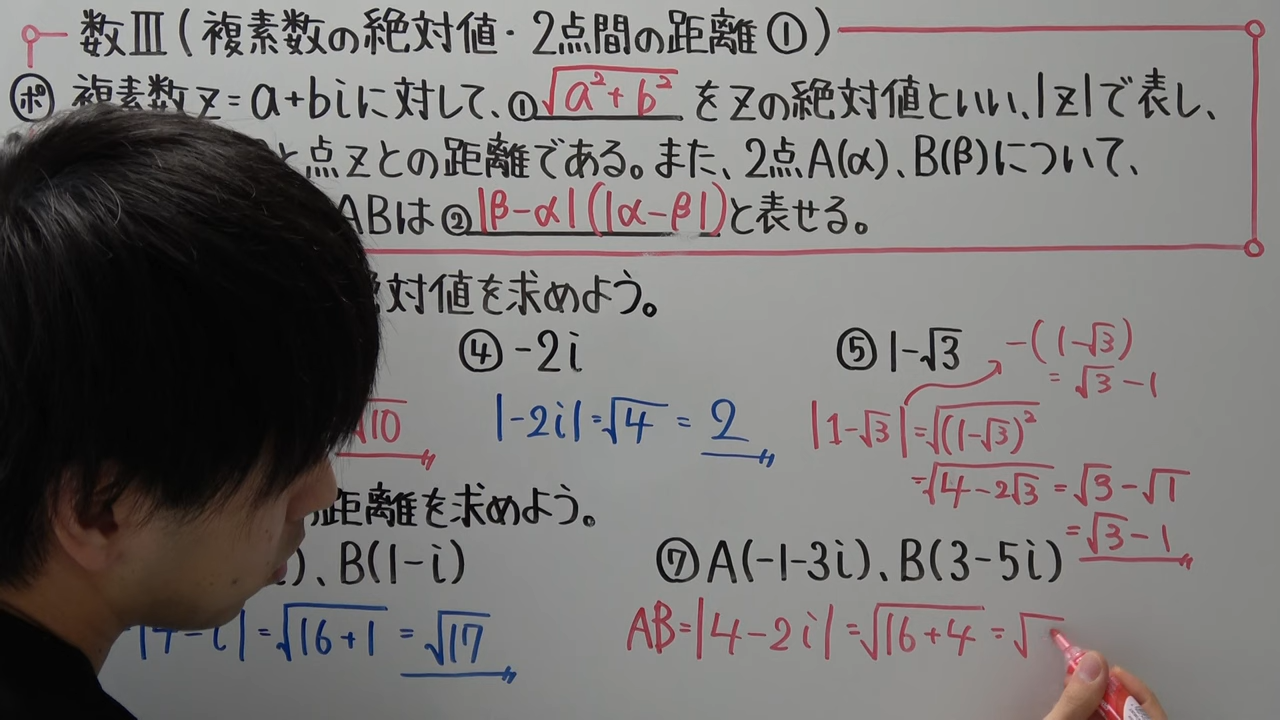 数Ⅲ(複素数の絶対値・2点間の距離①)
ポ 複素数z=a+biに対して、①√(a²+b²)をzの絶対値といい、|z|で表し、
と点zとの距離である。また、2点A(α)、B(β)について、
ABは②|β-α|(|α-β|)と表せる。
対値を求めよう。
④-2i
|-2i|=√4=2
⑤1-√3
-(1-√3)
=√3-1
|1-√3|=√((1-√3)²)
=√(4-2√3)=√3-√1
=√3-1
√10
距離を求めよう。
)、B(1-i)
-i|=√(16+1)=√17
⑦A(-1-3i)、B(3-5i)
AB=|4-2i|=√(16+4)=√